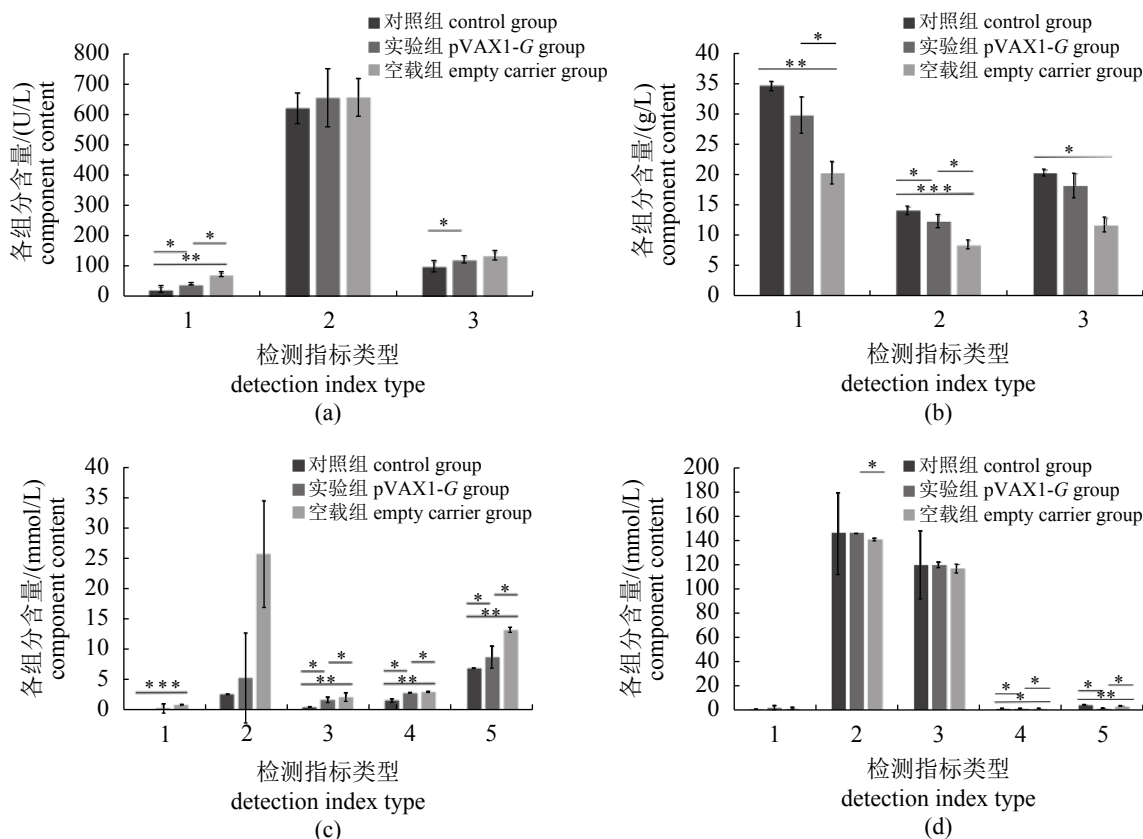 对照组 control group
实验组 pVAX1-G group
空载组 empty carrier group
各组分含量/(U/L)
component content
800
700
600
500
400
300
200
100
0
*
*
**
*
1
2
3
检测指标类型
detection index type
(a)
对照组 control group
实验组 pVAX1-G group
空载组 empty carrier group
各组分含量/(g/L)
component content
40
35
30
25
20
15
10
5
0
*
**
*
*
***
*
1
2
3
检测指标类型
detection index type
(b)
对照组 control group
实验组 pVAX1-G group
空载组 empty carrier group
各组分含量/(mmol/L)
component content
40
35
30
25
20
15
10
5
0
***
*
*
**
*
*
**
*
*
**
1
2
3
4
5
检测指标类型
detection index type
(c)
对照组 control group
实验组 pVAX1-G group
空载组 empty carrier group
各组分含量/(mmol/L)
component content
200
180
160
140
120
100
80
60
40
20
0
*
*
*
*
*
*
**
1
2
3
4
5
检测指标类型
detection index type
(d)